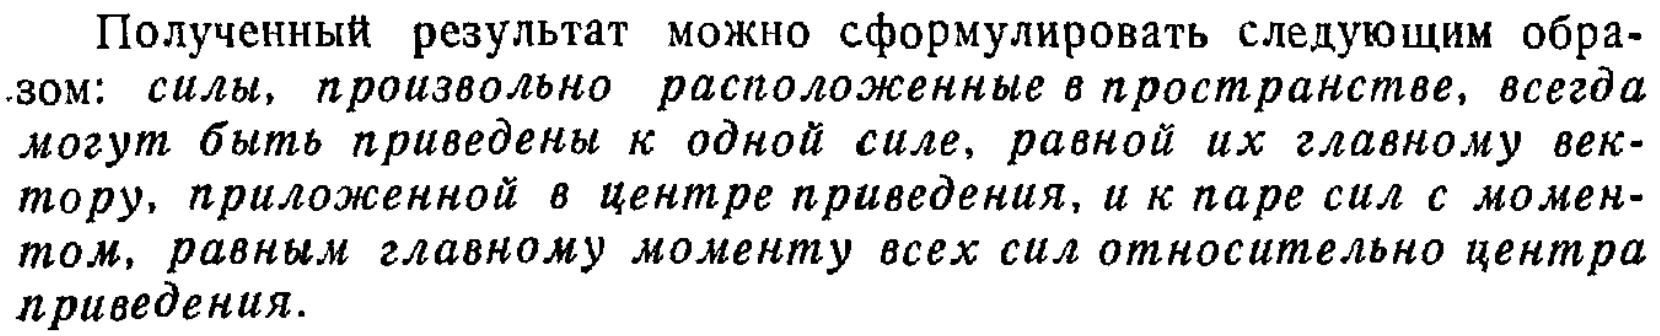 Полученный результат можно сформулировать следующим обра-
зом: силы, произвольно расположенные в пространстве, всегда
могут быть приведены к одной силе, равной их главному век-
тору, приложенной в центре приведения, и к паре сил с момен-
том, равным главному моменту всех сил относительно центра
приведения.